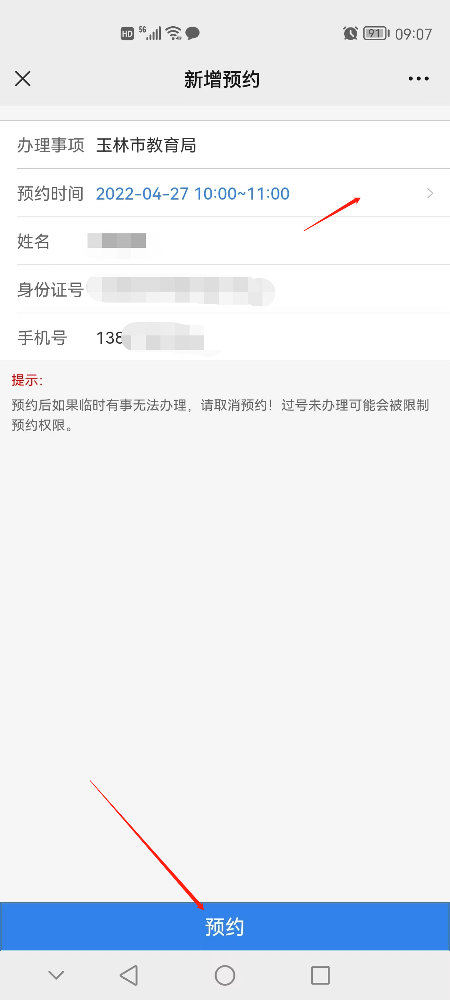 HD 5G 91 09:07
新增预约
办理事项 玉林市教育局
预约时间 2022-04-27 10:00~11:00
姓名
身份证号
手机号 138
提示:
预约后如果临时有事无法办理，请取消预约！过号未办理可能会被限制
预约权限。
预约